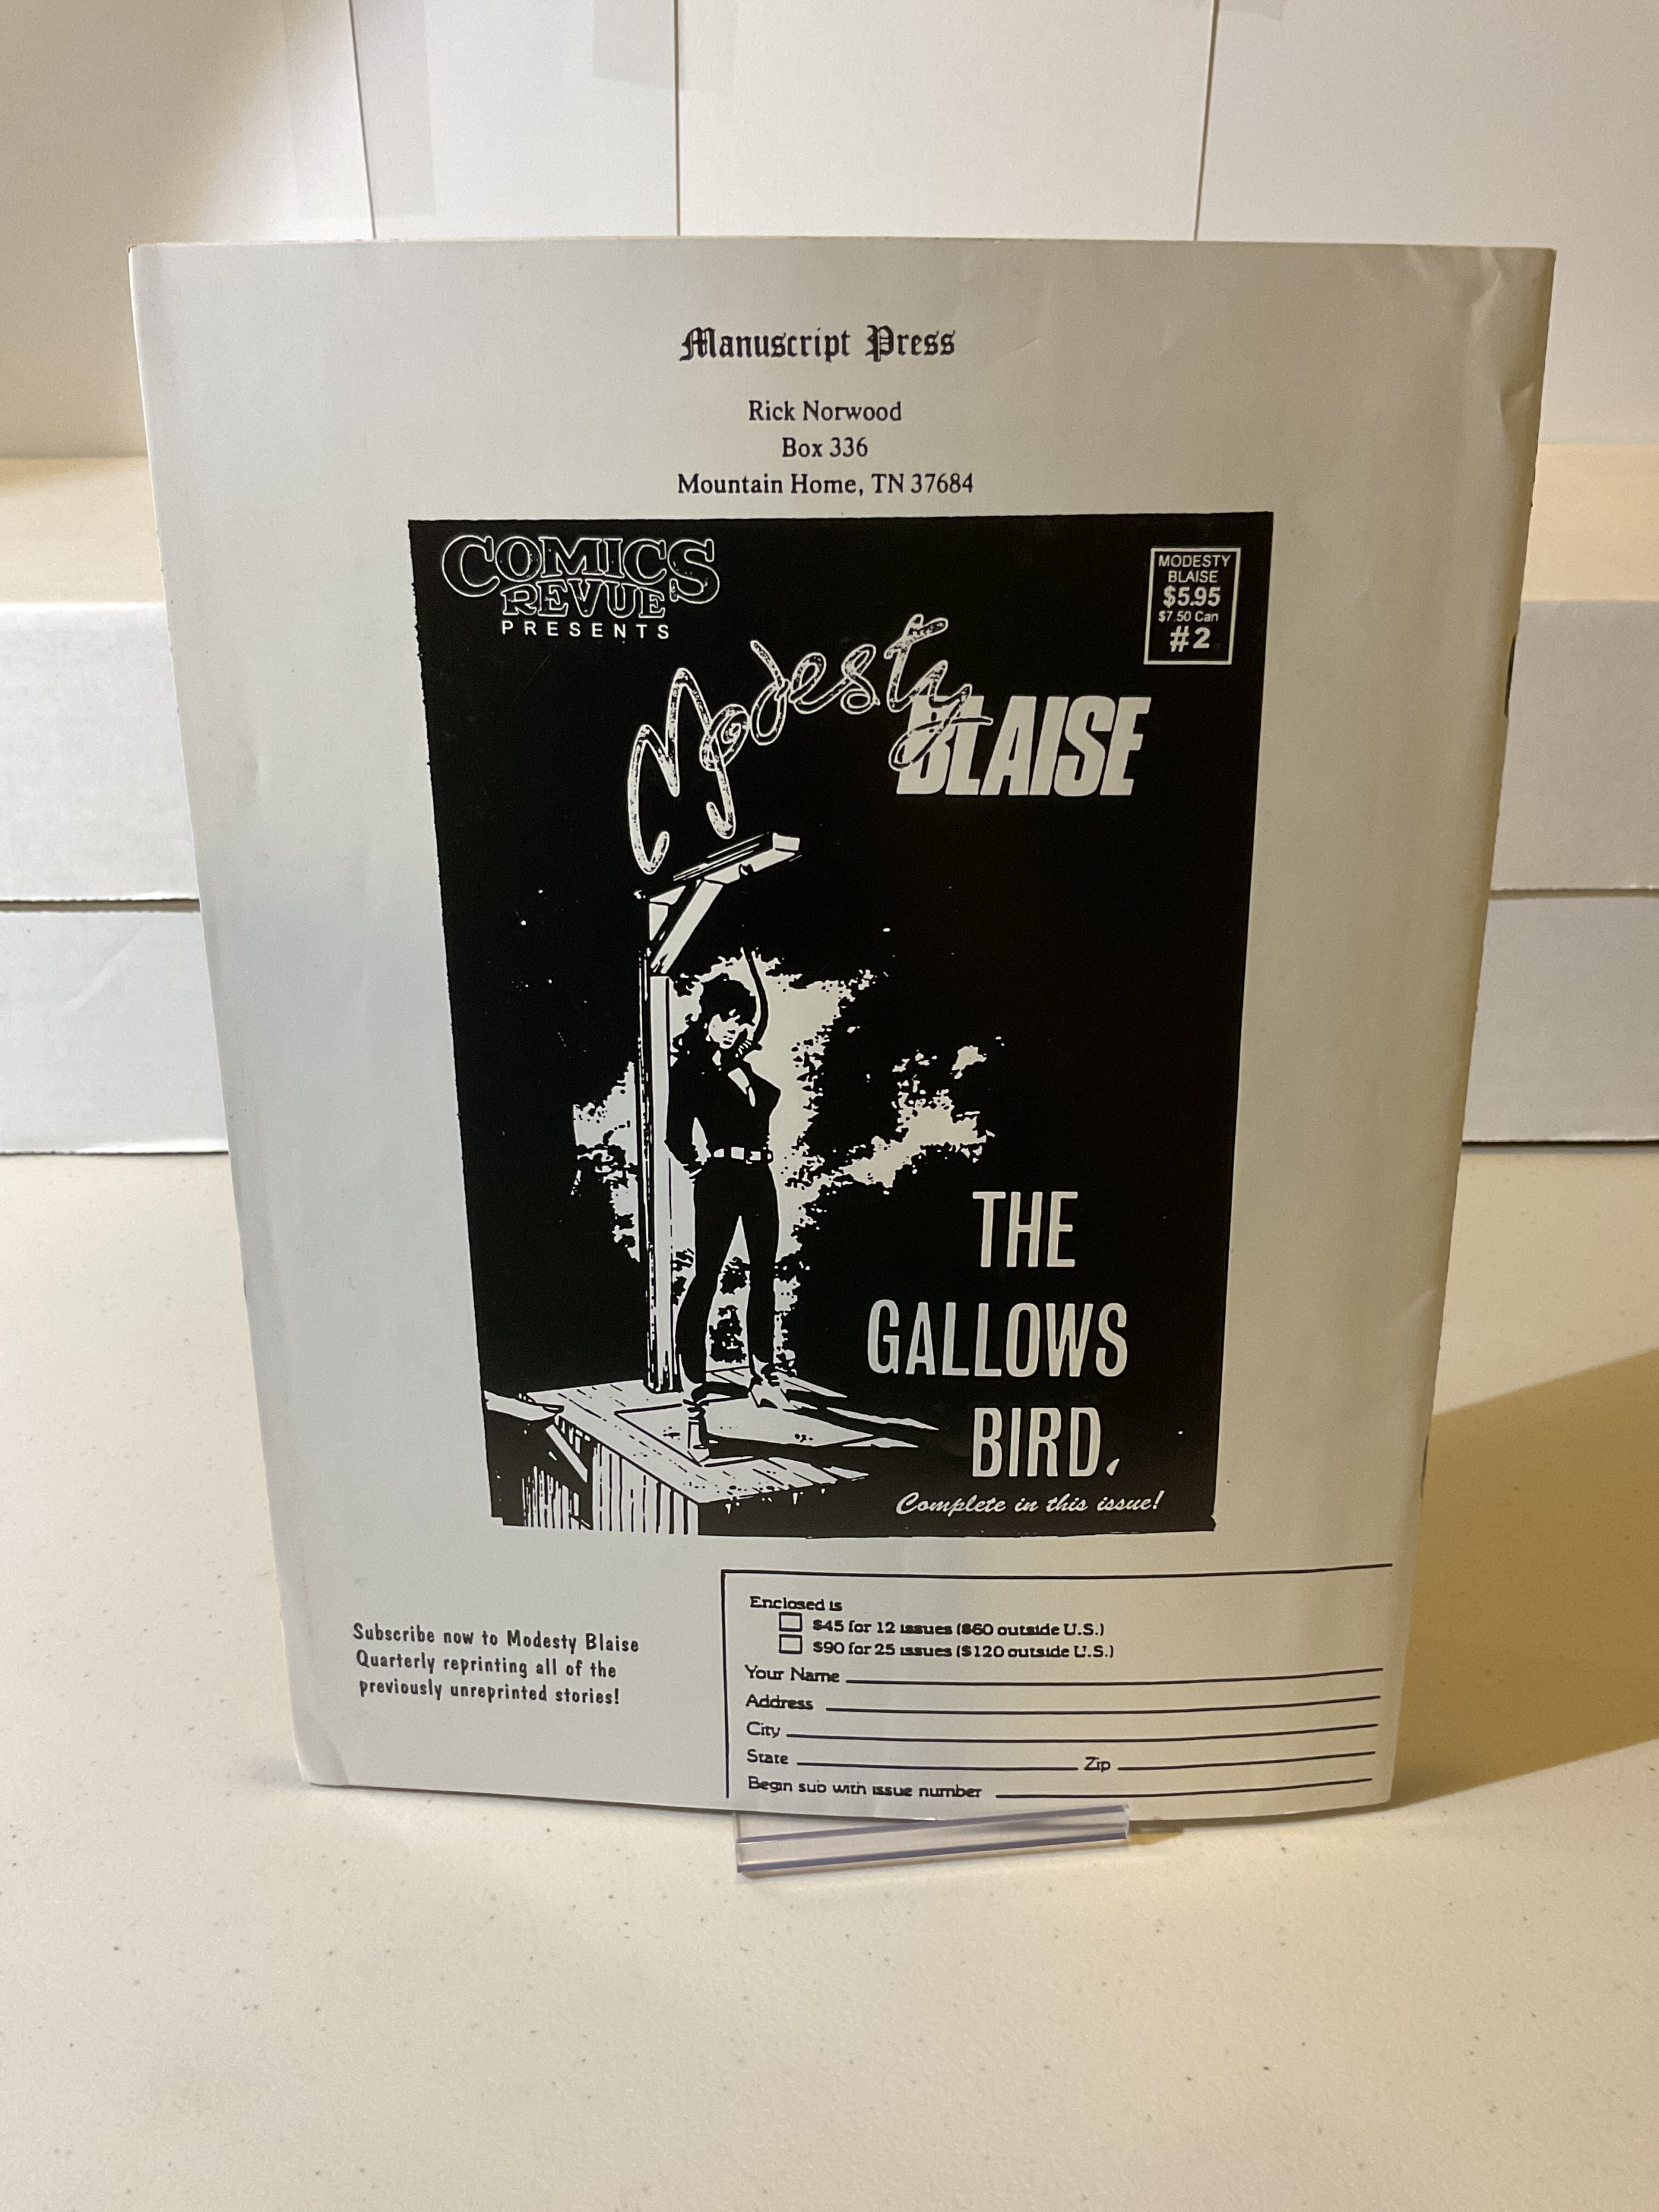 Manuscript Press
Rick Norwood
Box 336
Mountain Home, TN 37684
COMICS
REVUE
PRESENTS
MODESTY
BLAISE
$5.95
$7.50 Can
#2
Modesty
BLAISE
THE
GALLOWS
BIRD,
Complete in this issue!
Subscribe now to Modesty Blaise
Quarterly reprinting all of the
previously unreprinted stories!
Enclosed is
$45 for 12 issues ($60 outside U.S.)
$90 for 25 issues ($120 outside U.S.)
Your Name
Address
City
State Zip
Begin sub with issue number